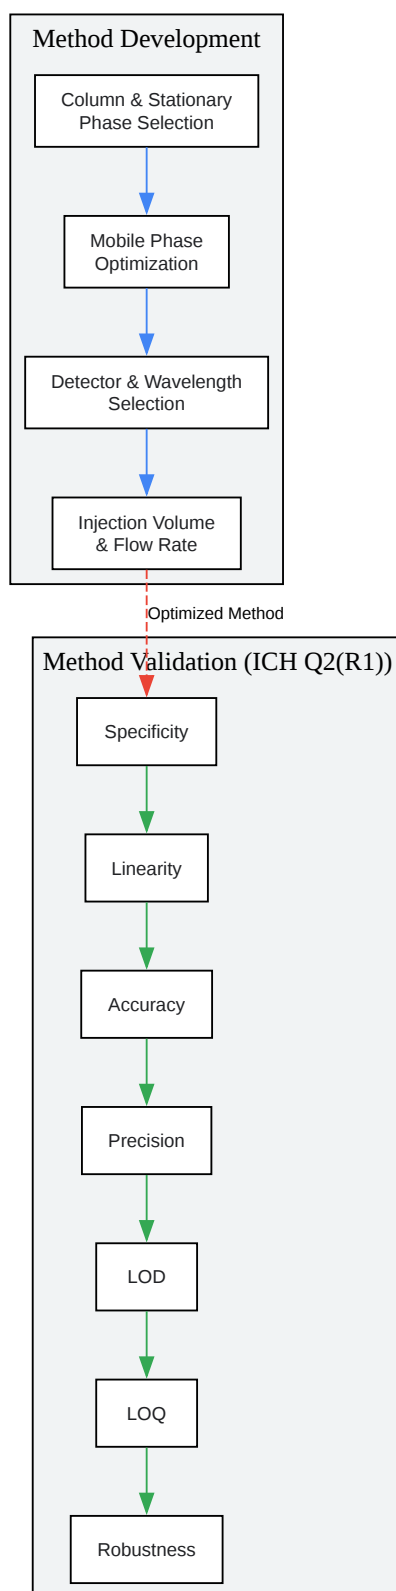 Method Development
Column & Stationary
Phase Selection
Mobile Phase
Optimization
Detector & Wavelength
Selection
Injection Volume
& Flow Rate
Optimized Method
Method Validation (ICH Q2(R1))
Specificity
Linearity
Accuracy
Precision
LOD
LOQ
Robustness